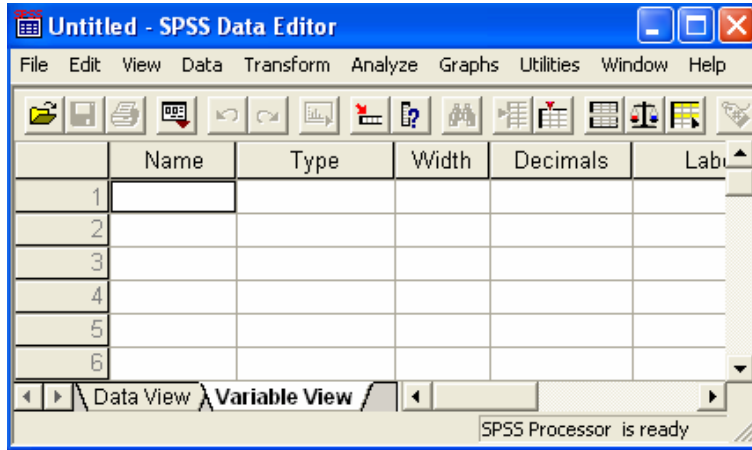 Untitled - SPSS Data Editor
File Edit View Data Transform Analyze Graphs Utilities Window Help
Name Type Width Decimals Labe
1
2
3
4
5
6
Data View Variable View
SPSS Processor is ready